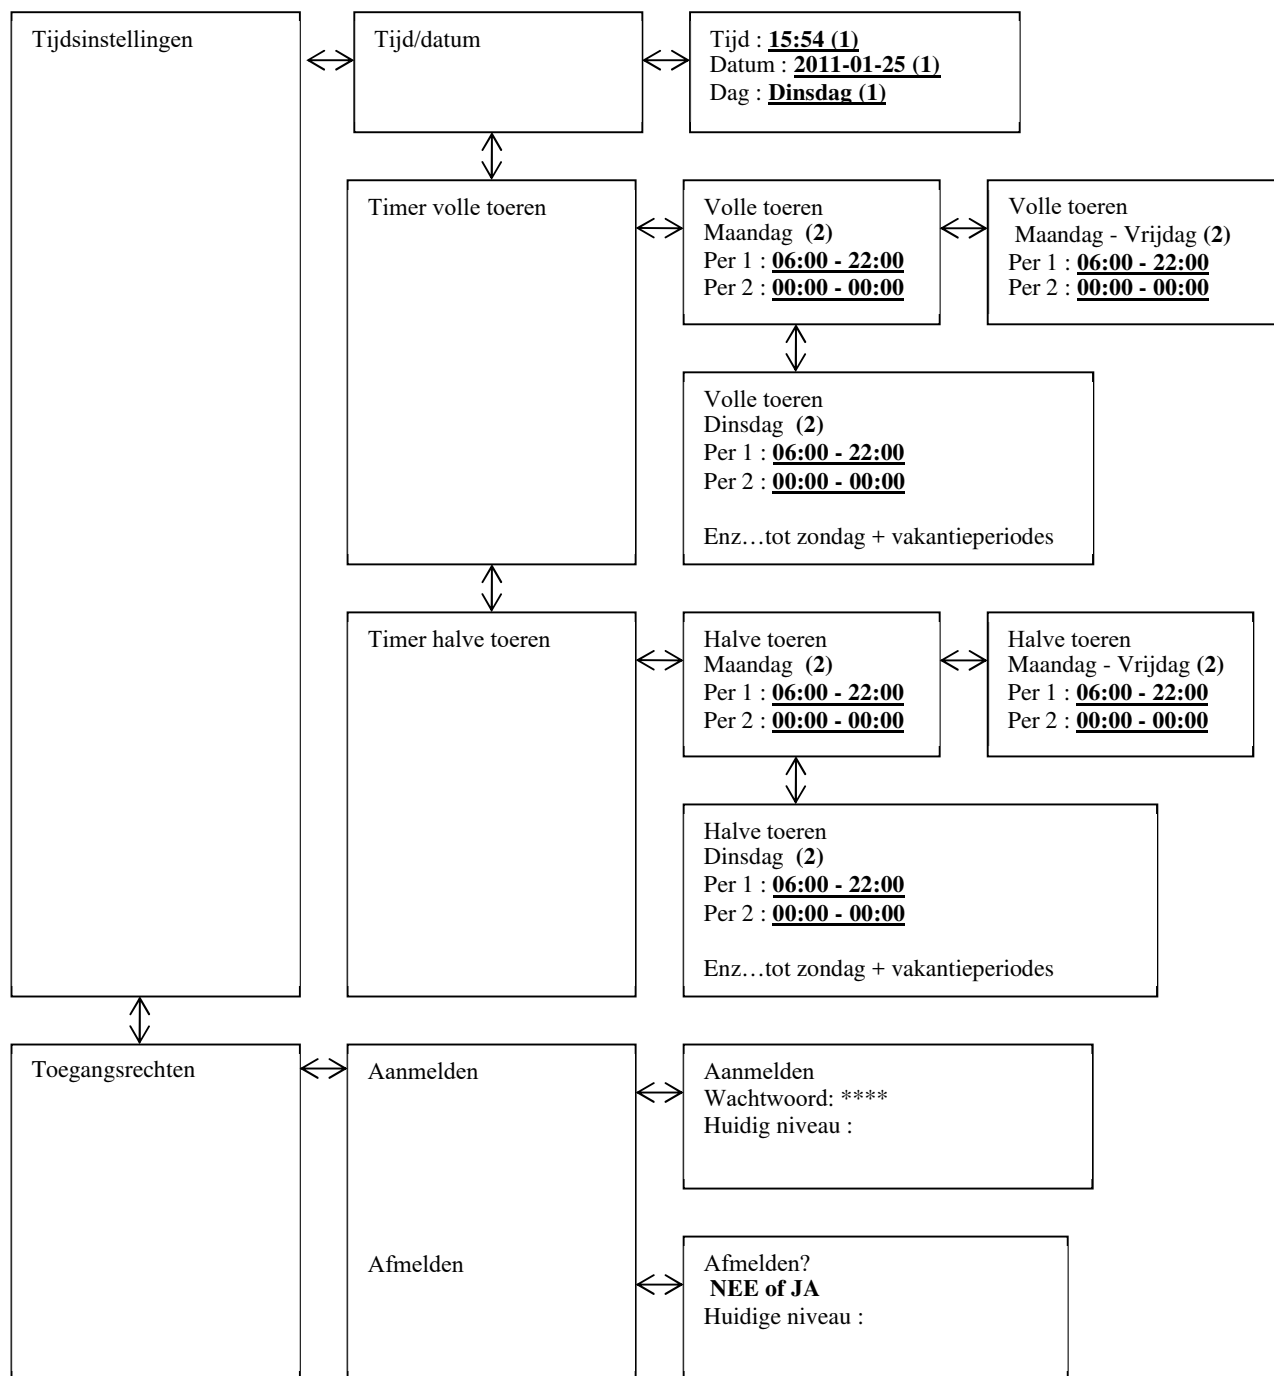 Tijdsinstellingen
Tijd/datum
Tijd : 15:54 (1)
Datum : 2011-01-25 (1)
Dag : Dinsdag (1)
Timer volle toeren
Volle toeren
Maandag (2)
Per 1 : 06:00 - 22:00
Per 2 : 00:00 - 00:00
Volle toeren
Maandag - Vrijdag (2)
Per 1 : 06:00 - 22:00
Per 2 : 00:00 - 00:00
Volle toeren
Dinsdag (2)
Per 1 : 06:00 - 22:00
Per 2 : 00:00 - 00:00
Enz…tot zondag + vakantieperiodes
Timer halve toeren
Halve toeren
Maandag (2)
Per 1 : 06:00 - 22:00
Per 2 : 00:00 - 00:00
Halve toeren
Maandag - Vrijdag (2)
Per 1 : 06:00 - 22:00
Per 2 : 00:00 - 00:00
Halve toeren
Dinsdag (2)
Per 1 : 06:00 - 22:00
Per 2 : 00:00 - 00:00
Enz…tot zondag + vakantieperiodes
Toegangsrechten
Aanmelden
Aanmelden
Wachtwoord: ****
Huidig niveau :
Afmelden
Afmelden?
NEE of JA
Huidige niveau :